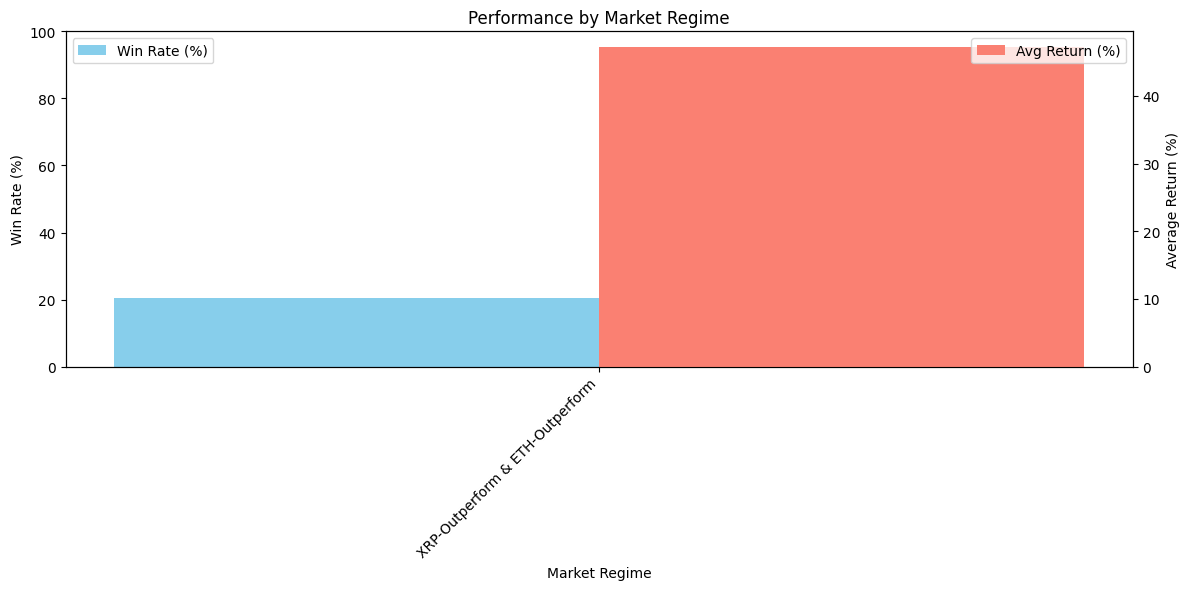 Performance by Market Regime
Win Rate (%)
Avg Return (%)
Win Rate (%)
100
80
60
40
20
0
40
30
20
10
0
Average Return (%)
XRP-Outperform & ETH-Outperform
Market Regime